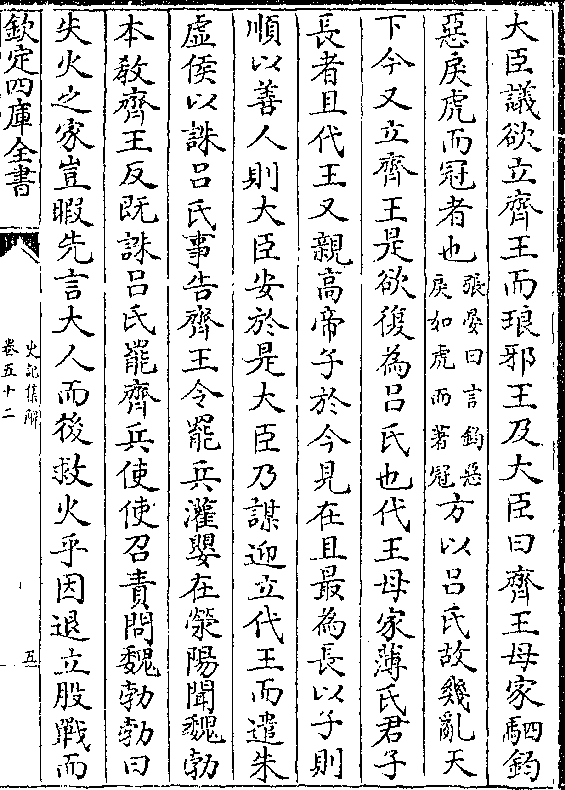 大臣議欲立齊王而琅邪王及大臣曰齊王母家駟鈞
惡戾虎而冠者也張晏曰言鈞惡戾如虎而著冠方以呂氏故幾亂天
下今又立齊王是欲復為呂氏也代王母家薄氏君子
長者且代王又親高帝子於今見在且最為長以子則
順以善人則大臣安於是大臣乃謀迎立代王而遣朱
虛侯以誅呂氏事告齊王令罷兵灌嬰在滎陽聞魏勃
本教齊王反既誅呂氏罷齊兵使使召責問魏勃勃曰
失火之家豈暇先言大人而後救火乎因退立股戰而
欽定四庫全書
史記集解
卷五十二
五